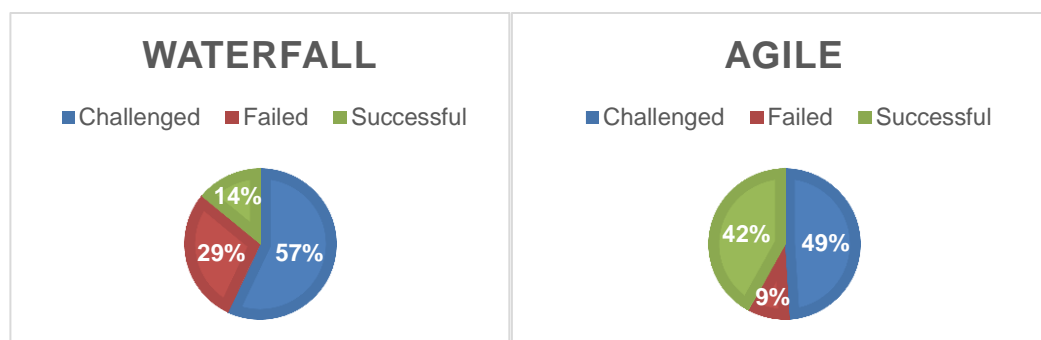 WATERFALL
Challenged Failed Successful
14%
29% 57%
AGILE
Challenged Failed Successful
42% 49%
9%